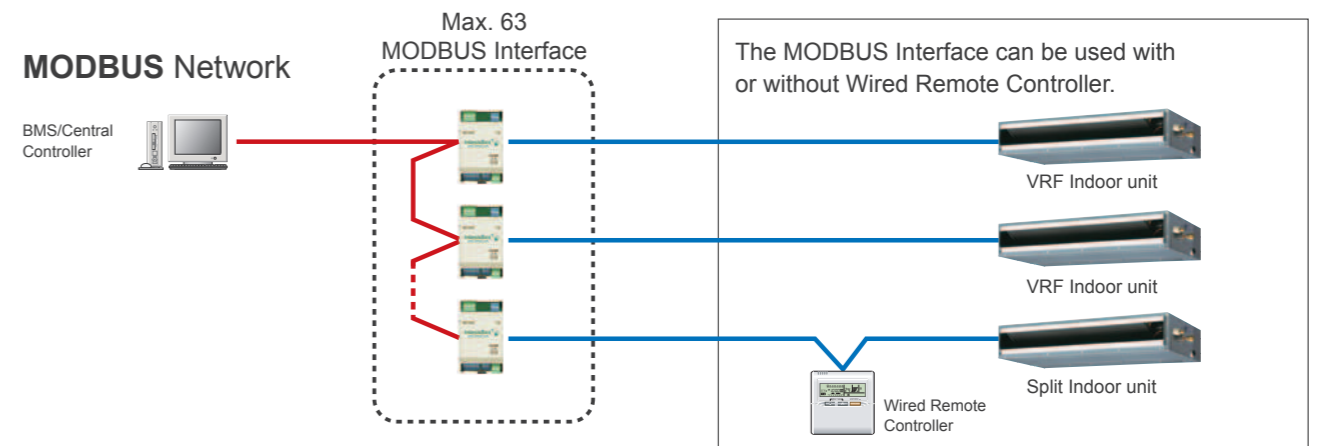 Max. 63
MODBUS Interface
MODBUS Network
BMS/Central
Controller
The MODBUS Interface can be used with
or without Wired Remote Controller.
VRF Indoor unit
VRF Indoor unit
Split Indoor unit
Wired Remote
Controller